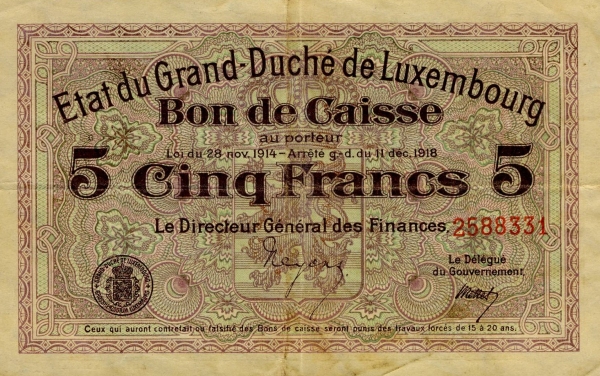 Etat du Grand-Duché de Luxembourg
Bon de Caisse
au porteur
Loi du 28 nov. 1914 – Arrêté g-d. du 11 déc. 1918
5 Cinq Francs 5
Le Directeur Général des Finances,
2588331
Le Délégué
du Gouvernement
Ceux qui auront contrefait ou falsifié des Bons de caisse seront punis des travaux forcés de 15 à 20 ans.